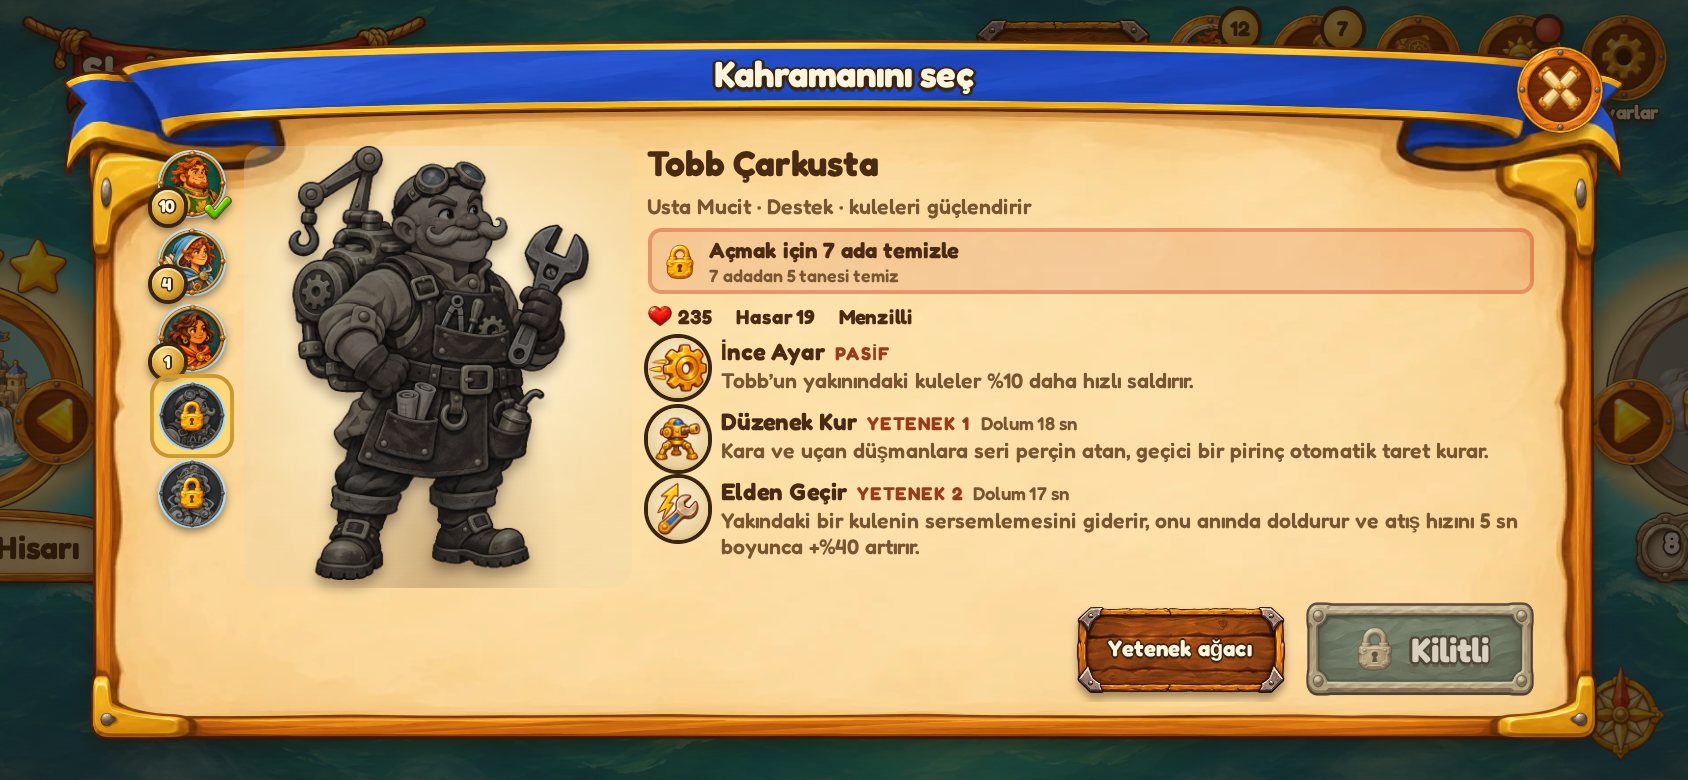 12
7
Kahramanını seç
10
4
1
Tobb Çarkusta
Usta Mucit · Destek · kuleleri güçlendirir
Açmak için 7 ada temizle
7 adadan 5 tanesi temiz
235 Hasar 19 Menzilli
İnce Ayar PASİF
Tobb’un yakınındaki kuleler %10 daha hızlı saldırır.
Düzenek Kur YETENEK 1 Dolum 18 sn
Kara ve uçan düşmanlara seri perçin atan, geçici bir pirinç otomatik taret kurar.
Elden Geçir YETENEK 2 Dolum 17 sn
Yakındaki bir kulenin sersemlemesini giderir, onu anında doldurur ve atış hızını 5 sn
boyunca +%40 artırır.
Hisarı
8
Yetenek ağacı
Kilitli